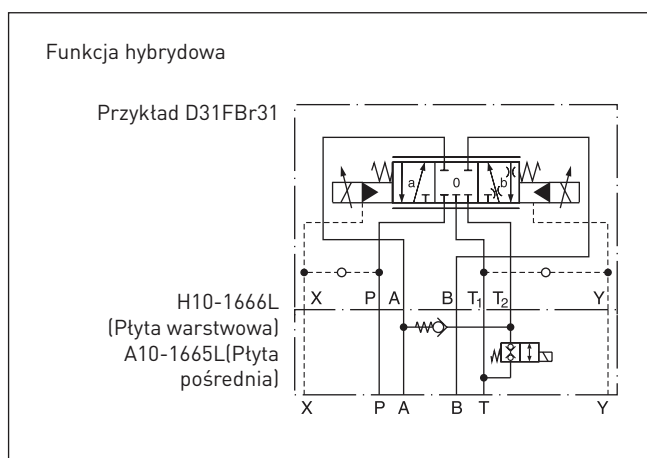 Funkcja hybrydowa
Przykład D31FBr31
a 0 b
X P A B T₁ T₂ Y
H10-1666L
(Płyta warstwowa)
A10-1665L(Płyta
pośrednia)
X P A B T Y